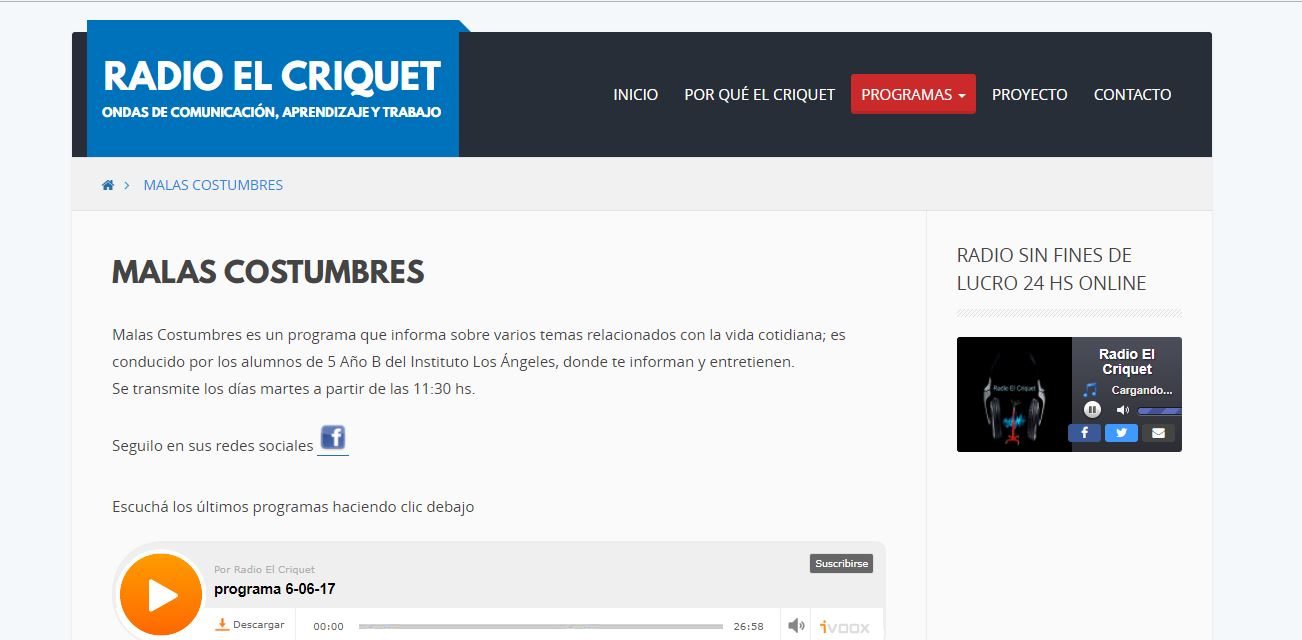 RADIO EL CRIQUET
ONDAS DE COMUNICACIÓN, APRENDIZAJE Y TRABAJO
INICIO
POR QUÉ EL CRIQUET
PROGRAMAS
PROYECTO
CONTACTO
MALAS COSTUMBRES
MALAS COSTUMBRES
Malas Costumbres es un programa que informa sobre varios temas relacionados con la vida cotidiana; es
conducido por los alumnos de 5 Año B del Instituto Los Ángeles, donde te informan y entretienen.
Se transmite los días martes a partir de las 11:30 hs.
Seguilo en sus redes sociales
Escuchá los últimos programas haciendo clic debajo
Por Radio El Criquet
programa 6-06-17
Suscribirse
Descargar
00:00
26:58
ivoox
RADIO SIN FINES DE
LUCRO 24 HS ONLINE
Radio El Criquet
Radio El
Criquet
Cargando...